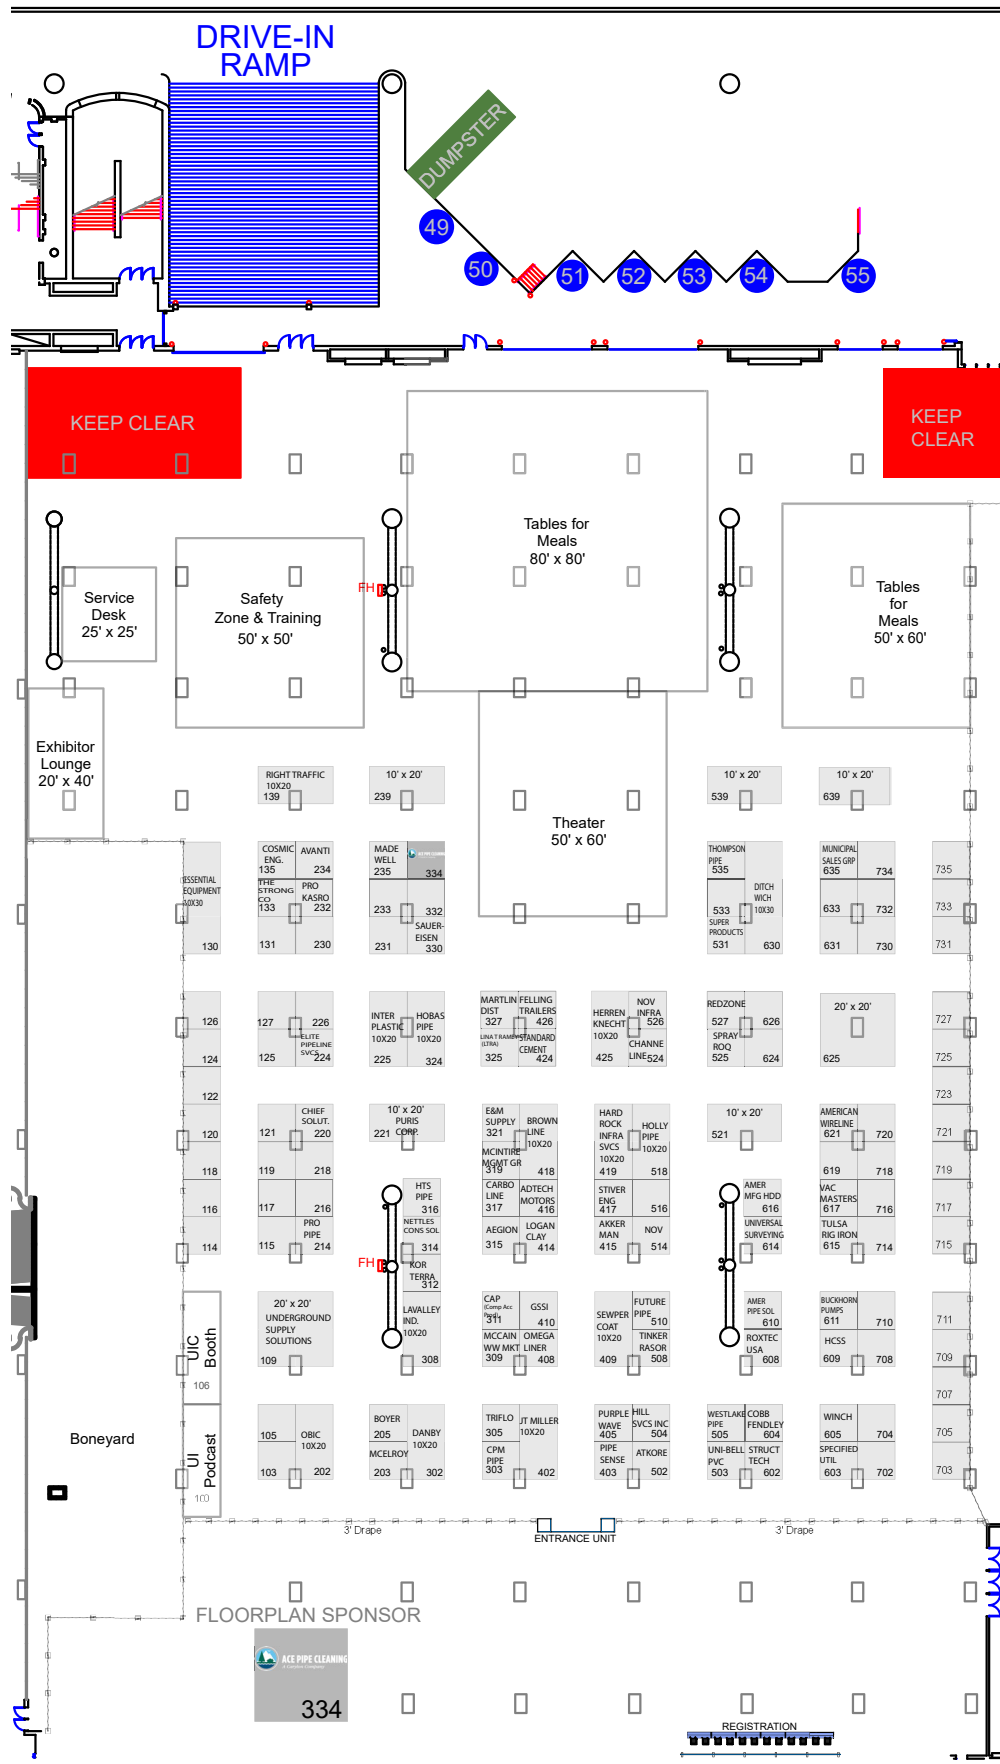 DRIVE-IN
RAMP
DUMPSTER
49
50
51
52
53
54
55
KEEP CLEAR
KEEP
CLEAR
Tables for
Meals
80' x 80'
FH
Service
Desk
25' x 25'
Safety
Zone & Training
50' x 50'
Tables
for
Meals
50' x 60'
Exhibitor
Lounge
20' x 40'
Theater
50' x 60'
RIGHT TRAFFIC
10X20
139
10' x 20'
239
10' x 20'
539
10' x 20'
639
ESSENTIAL
EQUIPMENT
10X30
130
COSMIC
ENG.
135
AVANTI
234
THE
STRONG
CO
133
PRO
KASRO
232
131
230
MADE
WELL
235
334
233
332
231
SAUER-
EISEN
330
THOMPSON
PIPE
535
533
DITCH
WICH
10X30
SUPER
PRODUCTS
531
630
MUNICIPAL
SALES GRP
635
734
633
732
631
730
735
733
731
126
124
122
120
118
116
114
127
226
125
ELITE
PIPELINE
SVCS
224
INTER
PLASTIC
10X20
225
HOBAS
PIPE
10X20
324
MARTLIN
DIST
327
FELLING
TRAILERS
426
(LTRA)
325
STANDARD
CEMENT
424
HERREN
KNECHT
10X20
425
NOV
INFRA
526
CHANNE
LINE
524
REDZONE
527
626
SPRAY
ROQ
525
624
20' x 20'
625
727
725
723
721
719
717
715
121
CHIEF
SOLUT.
220
119
218
117
216
115
PRO
PIPE
214
10' x 20'
PURIS
CORP.
221
HTS
PIPE
316
NETTLES
CONS SOL
314
FH
KOR
TERRA
312
LAVALLEY
IND.
10X20
308
E&M
SUPPLY
321
BROWN
LINE
10X20
418
MCINTIRE
MGMT GR
319
CARBO
LINE
317
ADTECH
MOTORS
416
AEGION
315
LOGAN
CLAY
414
HARD
ROCK
INFRA
SVCS
10X20
419
HOLLY
PIPE
10X20
518
STIVER
ENG
417
516
AKKER
MAN
415
NOV
514
10' x 20'
521
AMER
MFG HDD
616
UNIVERSAL
SURVEYING
614
AMERICAN
WIRELINE
621
720
619
718
VAC
MASTERS
617
716
TULSA
RIG IRON
615
714
UIC
Booth
106
20' x 20'
UNDERGROUND
SUPPLY
SOLUTIONS
109
CAP
(Comp Acc
311
GSSI
410
MCCAIN
WW MKT
309
OMEGA
LINER
408
SEWPER
COAT
10X20
409
FUTURE
PIPE
510
TINKER
RASOR
508
AMER
PIPE SOL
610
ROXTEC
USA
608
BUCKHORN
PUMPS
611
710
HCSS
609
708
711
709
707
705
703
UI
Podcast
100
Boneyard
105
OBIC
10X20
103
202
BOYER
205
DANBY
10X20
MCELROY
203
302
TRIFLO
305
JT MILLER
10X20
CPM
PIPE
303
402
PURPLE
WAVE
405
HILL
SVCS INC
504
PIPE
SENSE
403
ATKORE
502
WESTLAKE
PIPE
505
COBB
FENDLEY
604
UNI-BELL
PVC
503
STRUCT
TECH
602
WINCH
605
704
SPECIFIED
UTIL
603
702
3' Drape
ENTRANCE UNIT
3' Drape
FLOORPLAN SPONSOR
ACE PIPE CLEANING
334
REGISTRATION